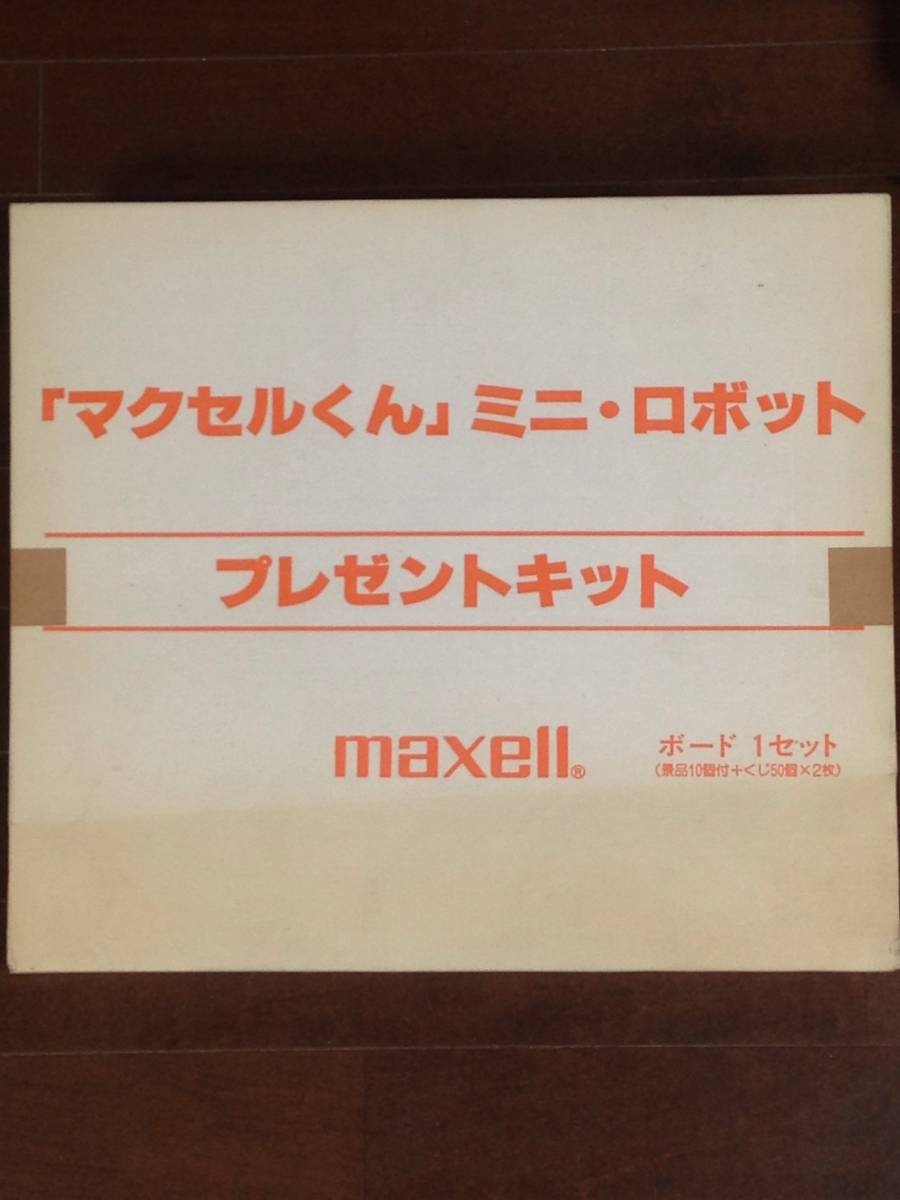 「マクセルくん」ミニ・ロボット
プレゼントキット
maxell®
ボード 1セット
(景品10個付+くじ50個×2枚)